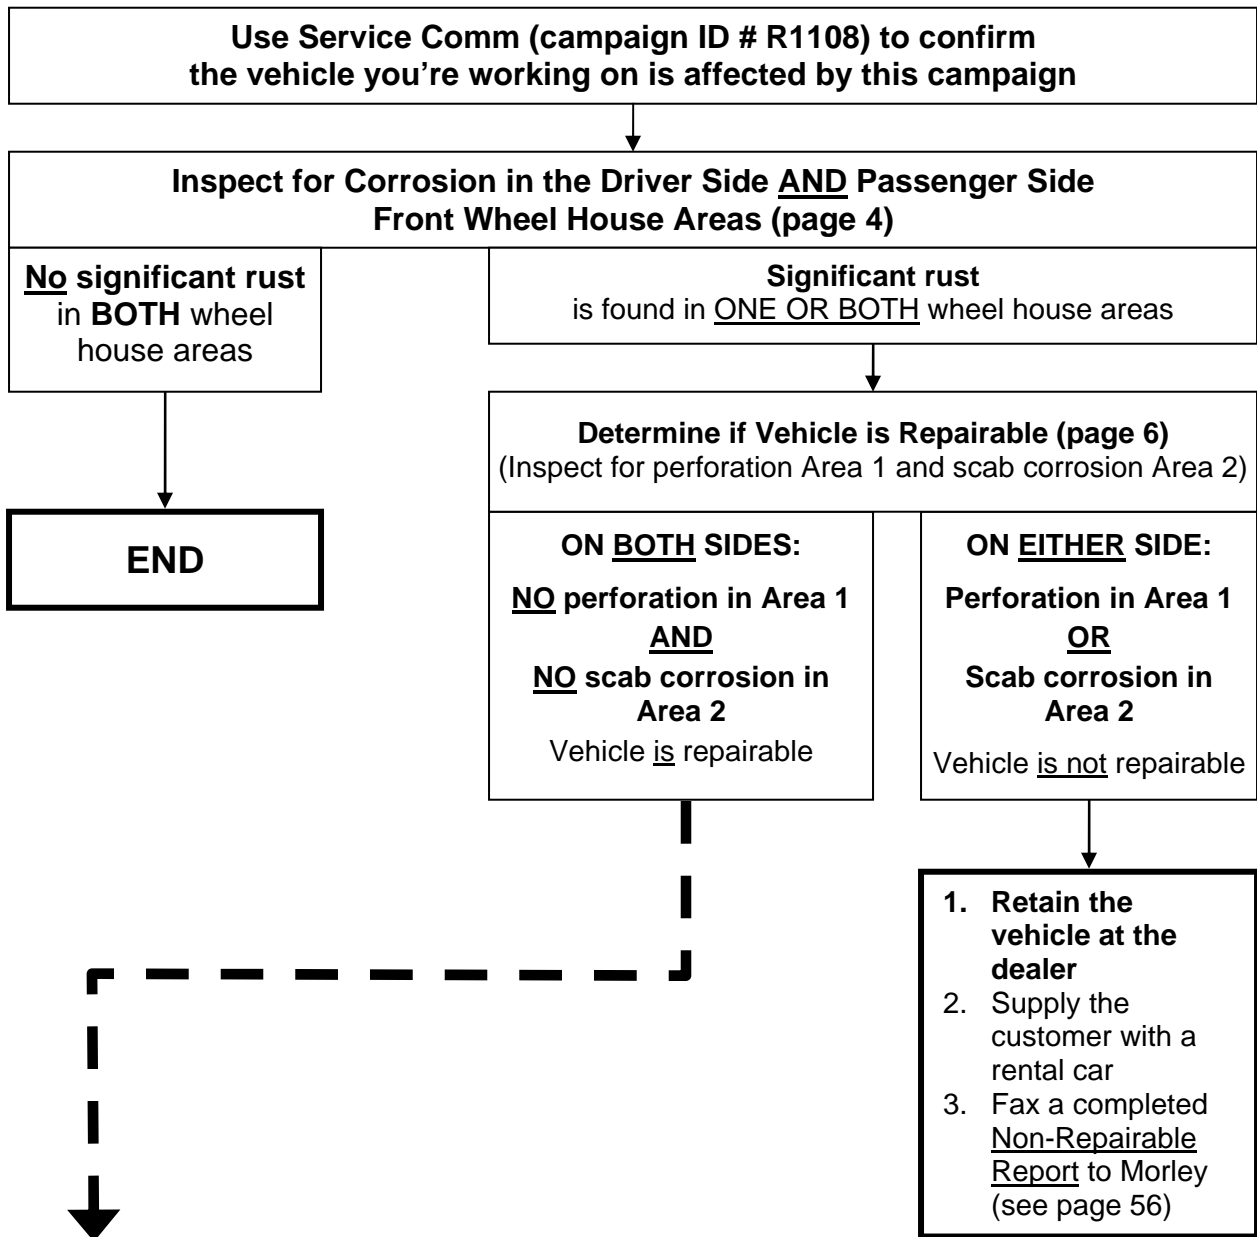 Use Service Comm (campaign ID # R1108) to confirm
the vehicle you're working on is affected by this campaign
Inspect for Corrosion in the Driver Side AND Passenger Side
Front Wheel House Areas (page 4)
No significant rust
in BOTH wheel
house areas
Significant rust
is found in ONE OR BOTH wheel house areas
END
Determine if Vehicle is Repairable (page 6)
(Inspect for perforation Area 1 and scab corrosion Area 2)
ON BOTH SIDES:
NO perforation in Area 1
AND
NO scab corrosion in
Area 2
Vehicle is repairable
ON EITHER SIDE:
Perforation in Area 1
OR
Scab corrosion in
Area 2
Vehicle is not repairable
1. Retain the
vehicle at the
dealer
2. Supply the
customer with a
rental car
3. Fax a completed
Non-Repairable
Report to Morley
(see page 56)